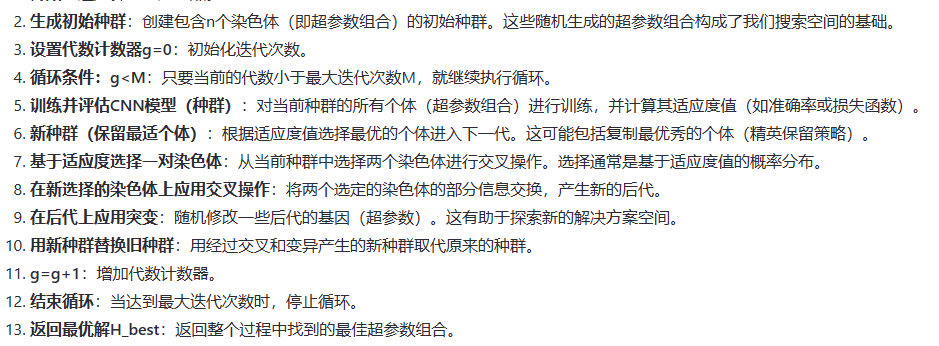 2. 生成初始种群：创建包含n个染色体（即超参数组合）的初始种群。这些随机生成的超参数组合构成了我们搜索空间的基础。
3. 设置代数计数器g=0：初始化迭代次数。
4. 循环条件：g<M：只要当前的代数小于最大迭代次数M，就继续执行循环。
5. 训练并评估CNN模型（种群）：对当前种群的所有个体（超参数组合）进行训练，并计算其适应度值（如准确率或损失函数）。
6. 新种群（保留最适个体）：根据适应度值选择最优的个体进入下一代。这可能包括复制最优秀的个体（精英保留策略）。
7. 基于适应度选择一对染色体：从当前种群中选择两个染色体进行交叉操作。选择通常是基于适应度值的概率分布。
8. 在新选择的染色体上应用交叉操作：将两个选定的染色体的部分信息交换，产生新的后代。
9. 在后代上应用突变：随机修改一些后代的基因（超参数）。这有助于探索新的解决方案空间。
10. 用新种群替换旧种群：用经过交叉和变异产生的新种群取代原来的种群。
11. g=g+1：增加代数计数器。
12. 结束循环：当达到最大迭代次数时，停止循环。
13. 返回最优解H_best：返回整个过程中找到的最佳超参数组合。